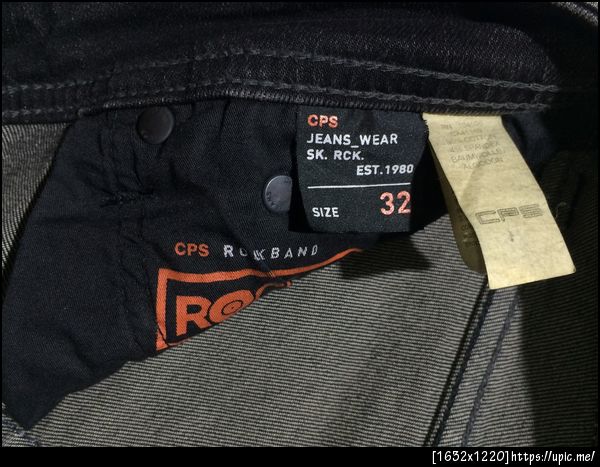 CPS
JEANS_WEAR
SK. RCK.
EST.1980
SIZE 32
CPS
CPS ROCKBAND
[1652x1220]https://upic.me/